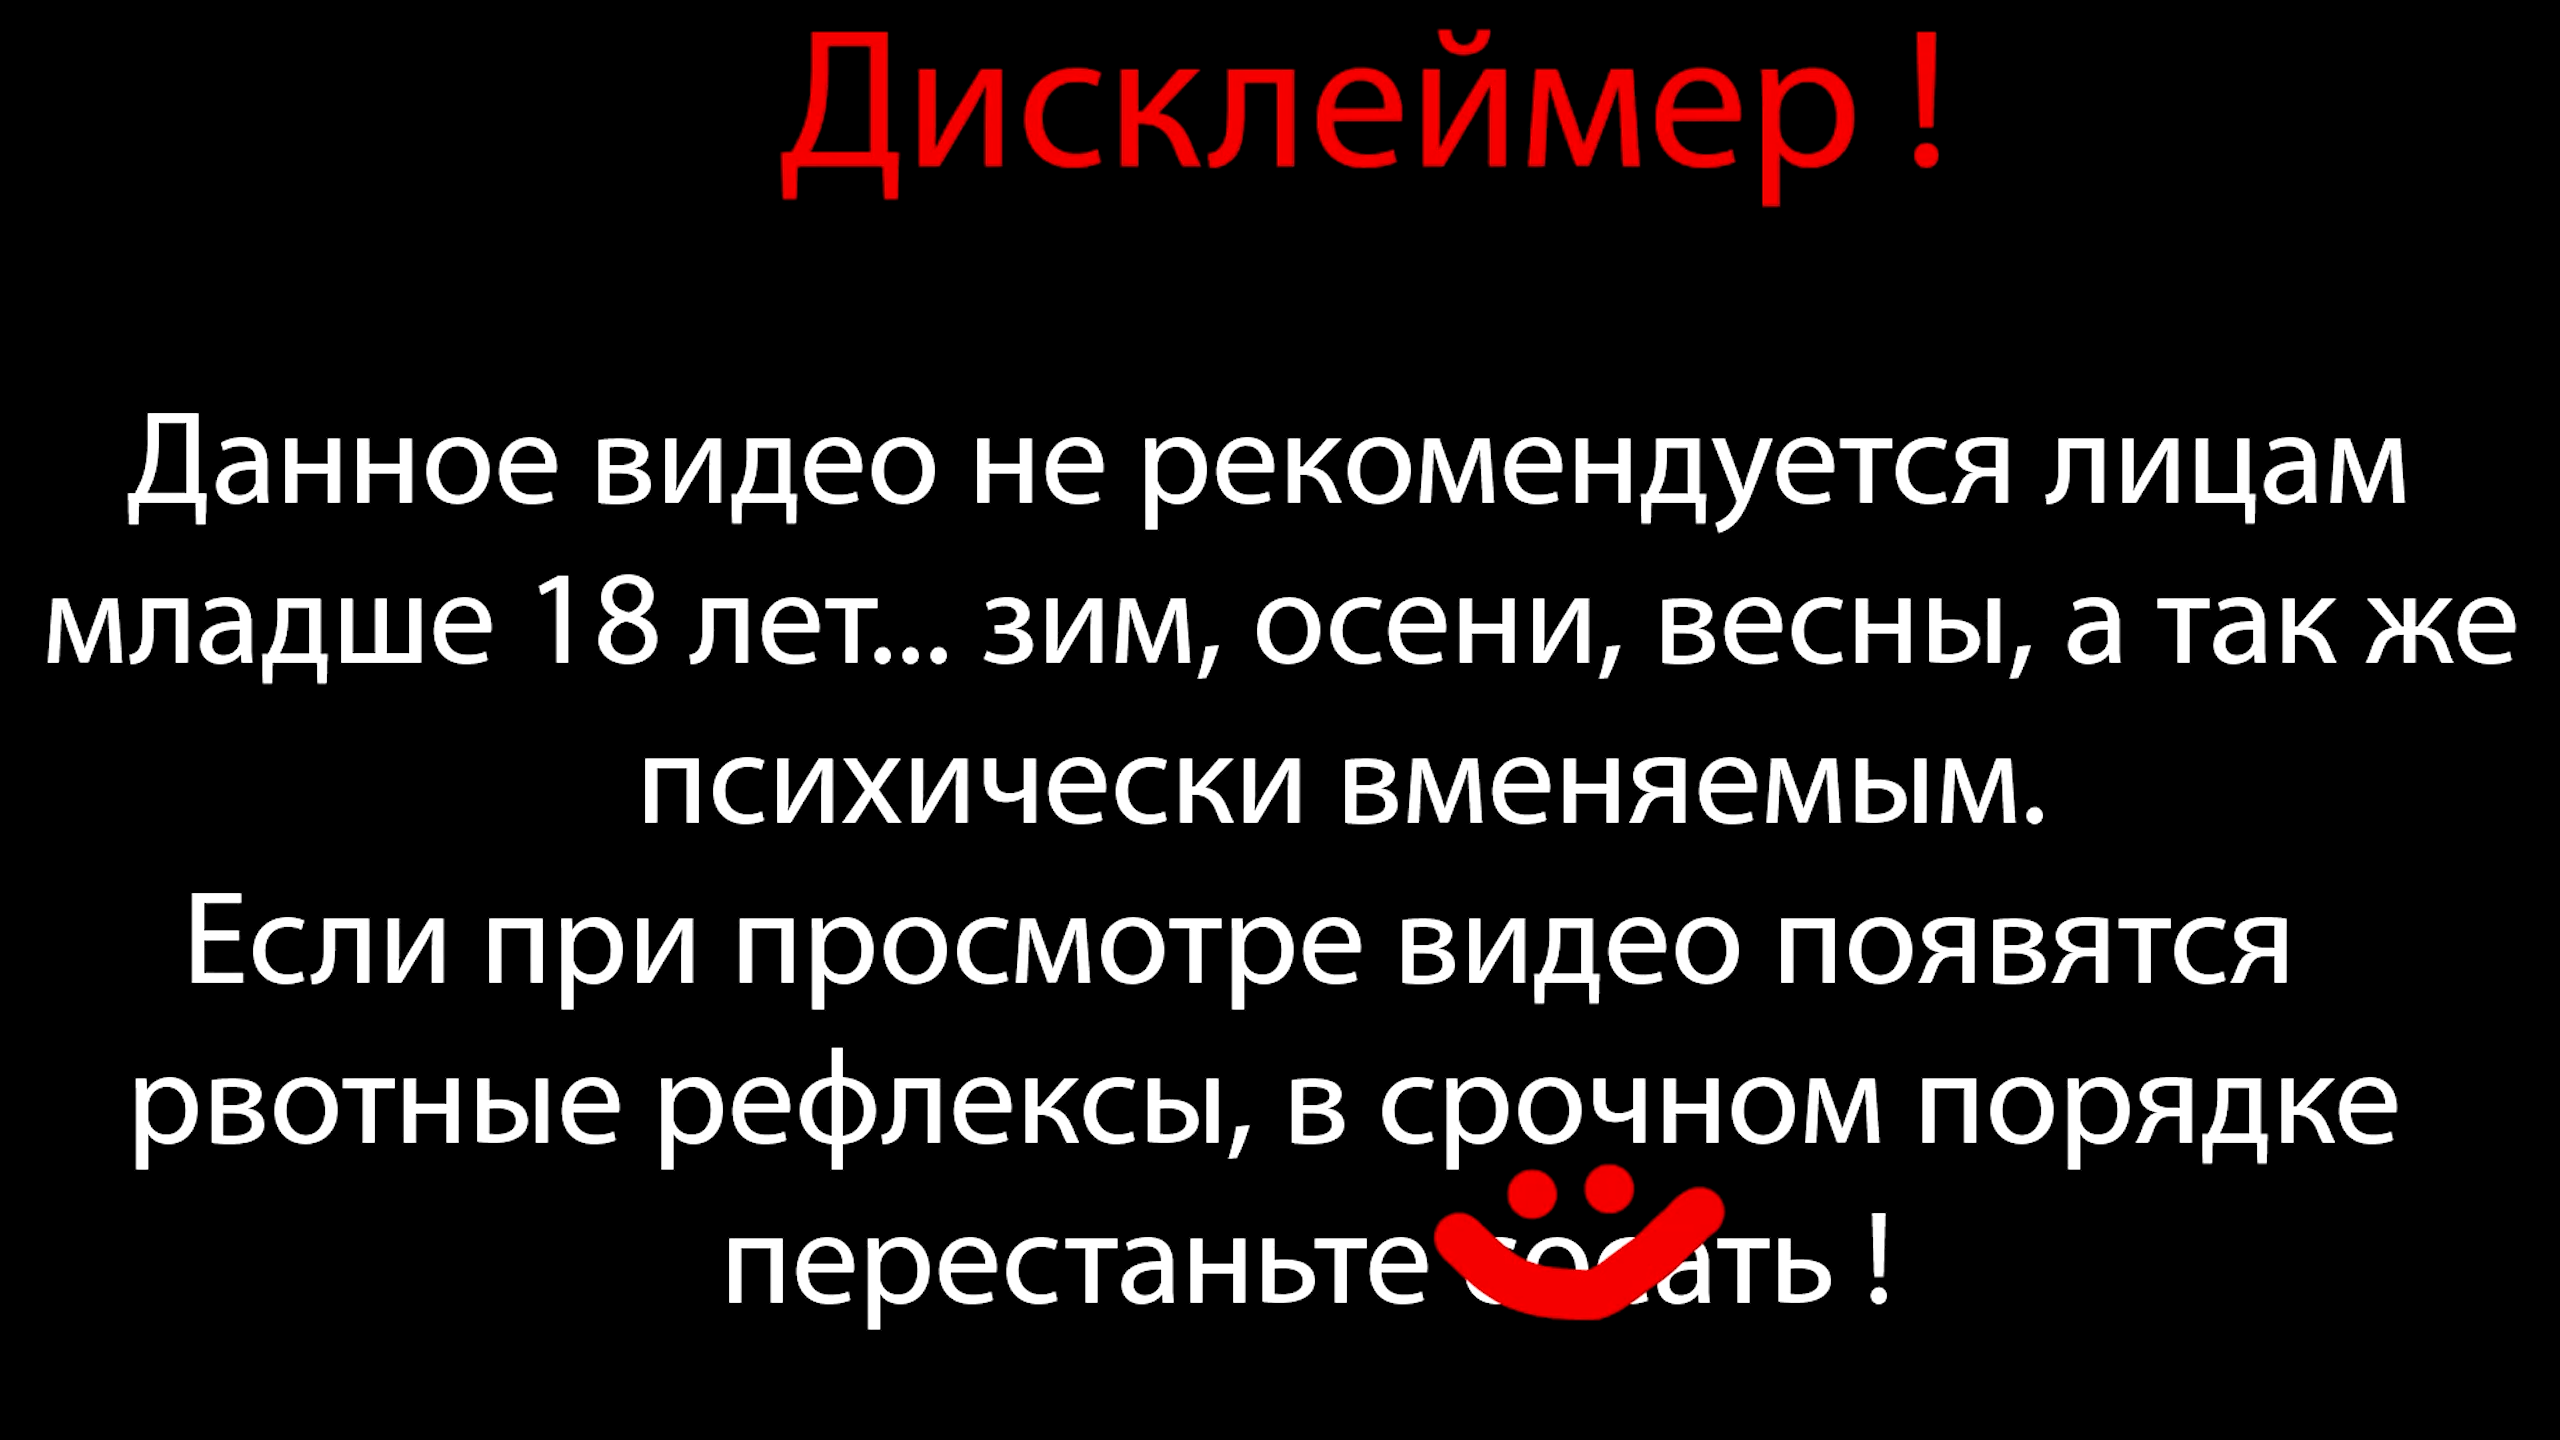 Дисклеймер !
Данное видео не рекомендуется лицам
младше 18 лет... зим, осени, весны, а так же
психически вменяемым.
Если при просмотре видео появятся
рвотные рефлексы, в срочном порядке
перестаньте сосать !